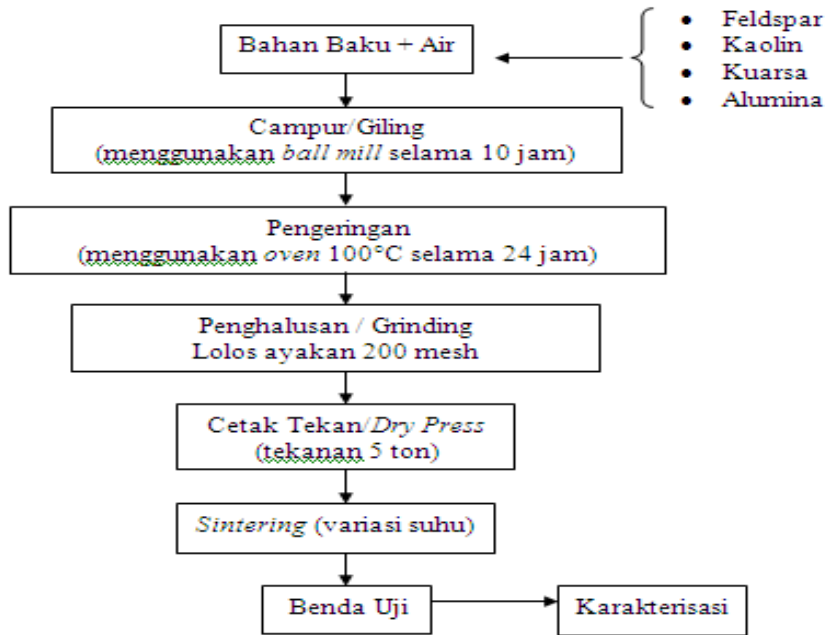 Bahan Baku + Air
• Feldspar
• Kaolin
• Kuarsa
• Alumina
Campur/Giling
(menggunakan ball mill selama 10 jam)
Pengeringan
(menggunakan oven 100°C selama 24 jam)
Penghalusan / Grinding
Lolos ayakan 200 mesh
Cetak Tekan/Dry Press
(tekanan 5 ton)
Sintering (variasi suhu)
Benda Uji
Karakterisasi